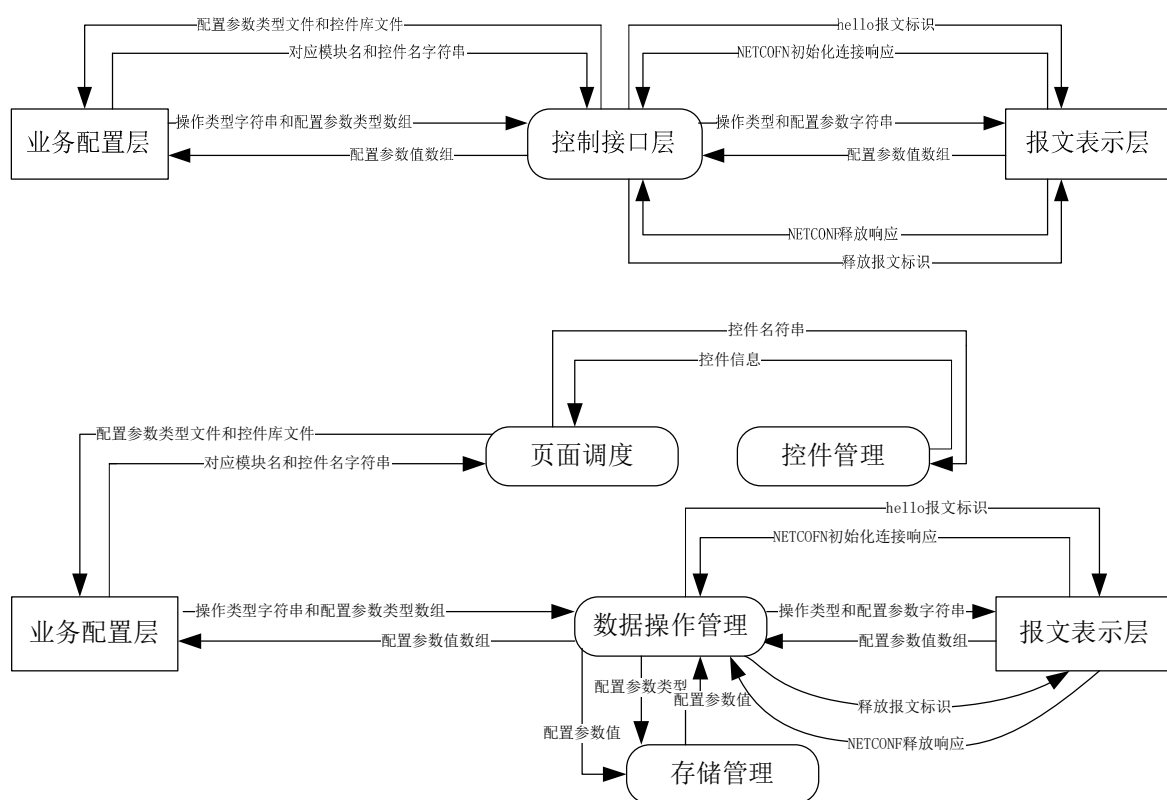 配置参数类型文件和控件库文件
hello报文标识
对应模块名和控件名字符串
NETCOFN初始化连接响应
业务配置层
操作类型字符串和配置参数类型数组
控制接口层
操作类型和配置参数字符串
报文表示层
配置参数值数组
配置参数值数组
NETCONF释放响应
释放报文标识
控件名符串
控件信息
配置参数类型文件和控件库文件
页面调度
控件管理
对应模块名和控件名字符串
hello报文标识
NETCOFN初始化连接响应
业务配置层
操作类型字符串和配置参数类型数组
数据操作管理
操作类型和配置参数字符串
报文表示层
配置参数值数组
配置参数值数组
配置参数类型
配置参数值
释放报文标识
配置参数值
NETCONF释放响应
存储管理